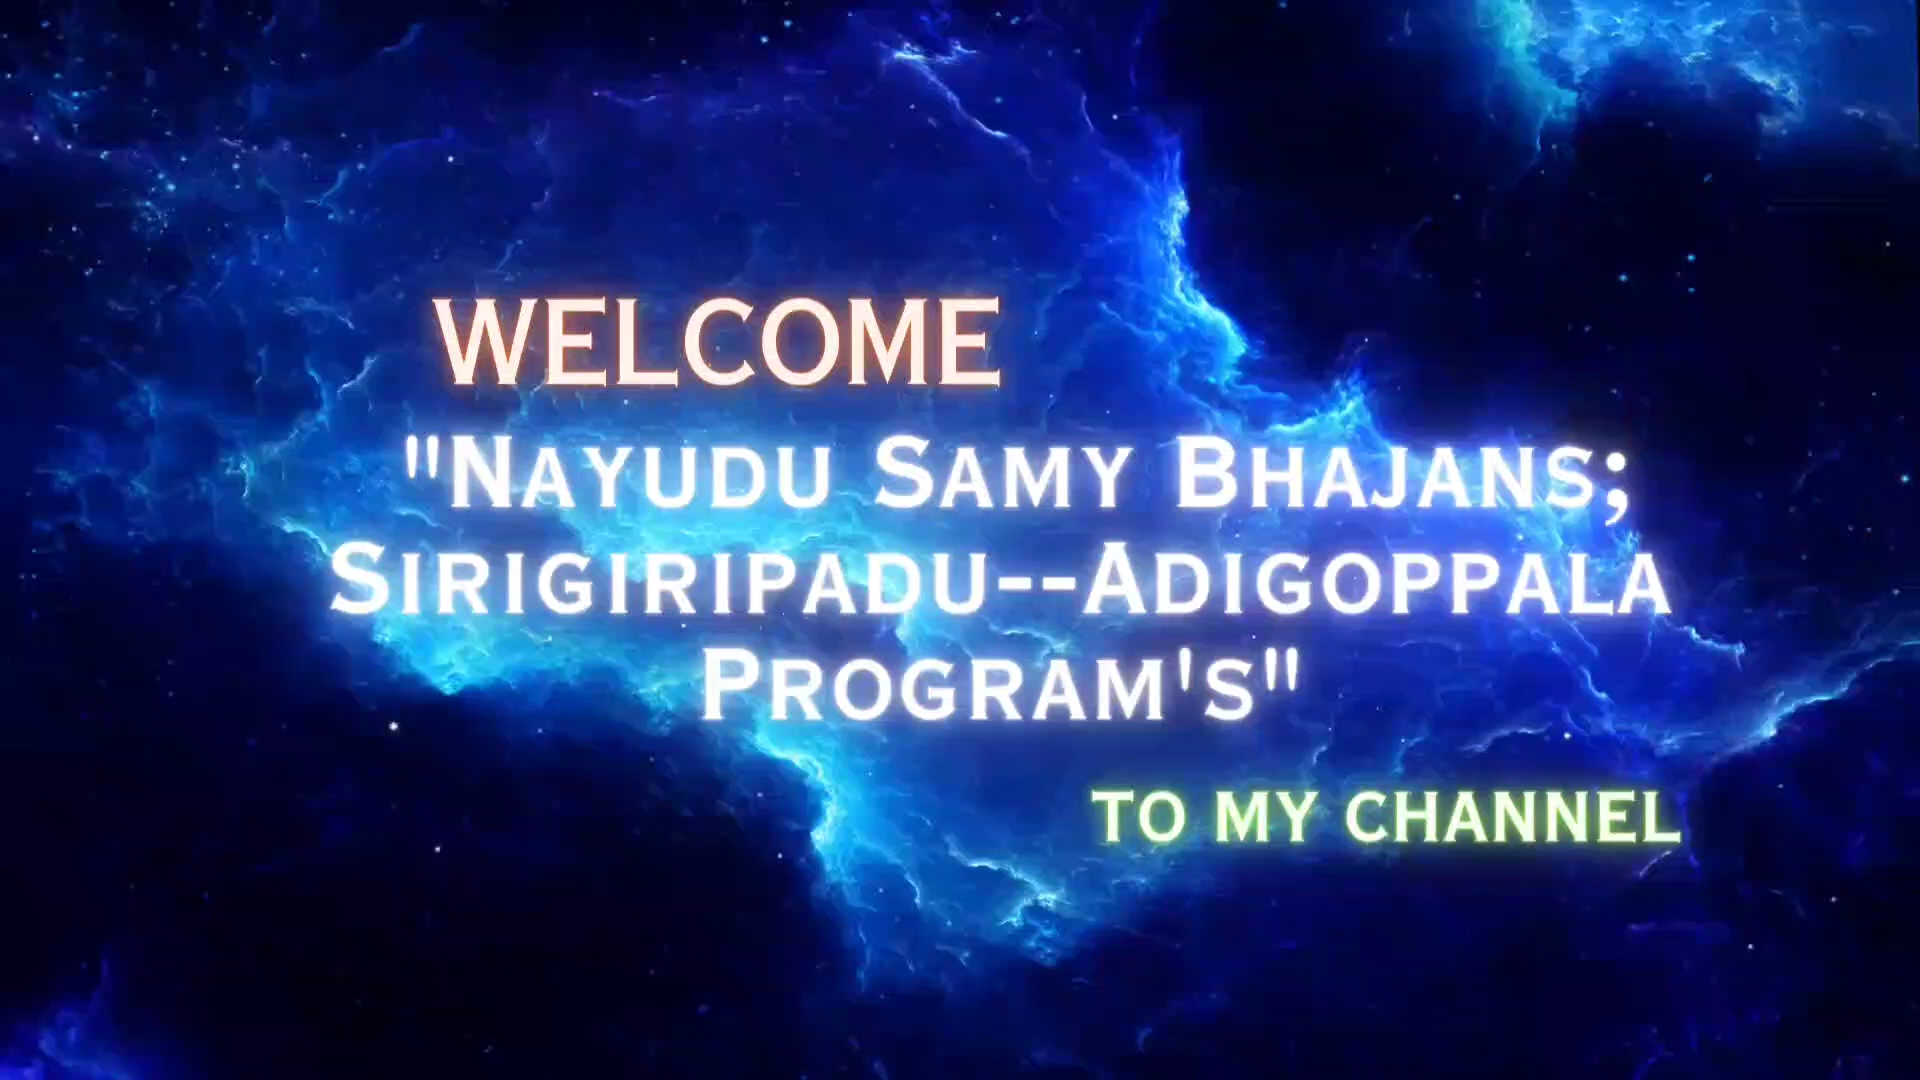 WELCOME
"Nayudu Samy Bhajans;
Sirigiripadu--Adigoppala
Program's"
TO MY CHANNEL